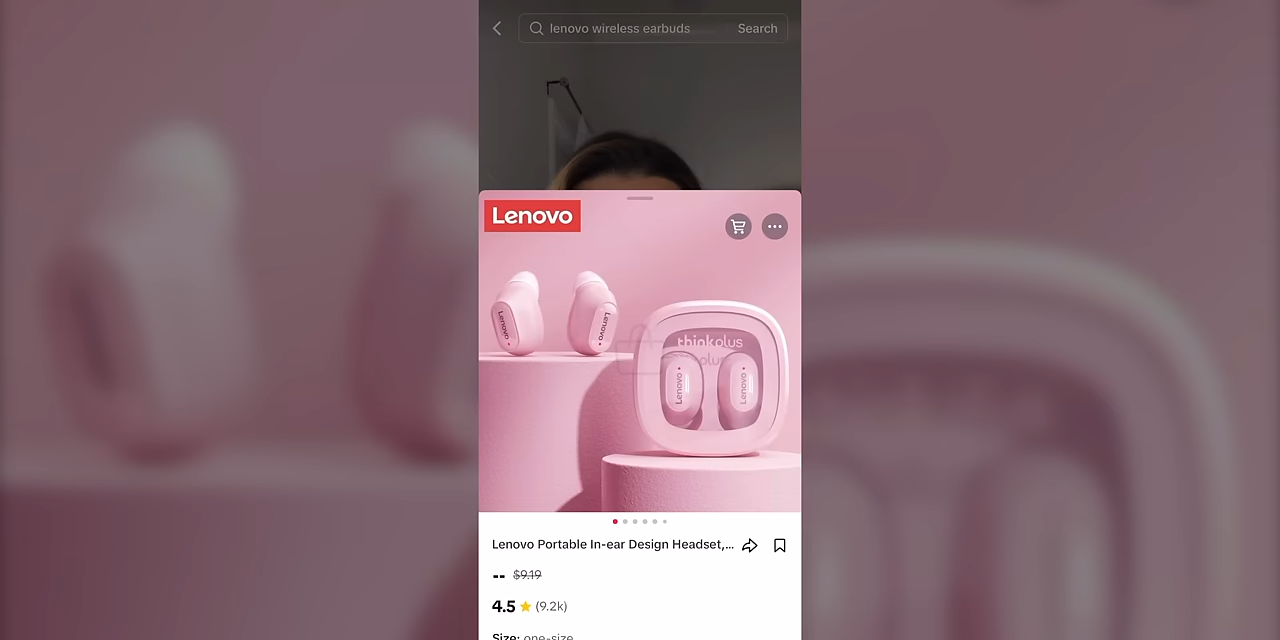 lenovo wireless earbuds Search
Lenovo
Lenovo
Lenovo
thinkplus
Lenovo
Lenovo
Lenovo Portable In-ear Design Headset,...
-- $9.19
4.5 (9.2k)
Size: one-size